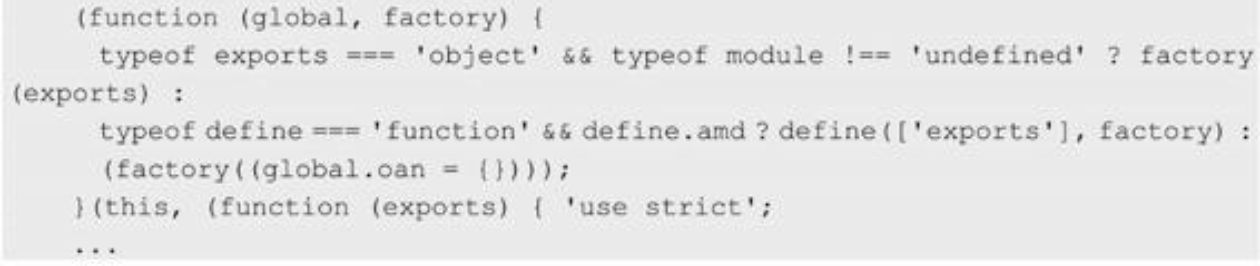 (function (global, factory) {
typeof exports === 'object' && typeof module !== 'undefined' ? factory
(exports) :
typeof define === 'function' && define.amd ? define(['exports'], factory) :
(factory((global.oan = {})));
}(this, (function (exports) { 'use strict';
...